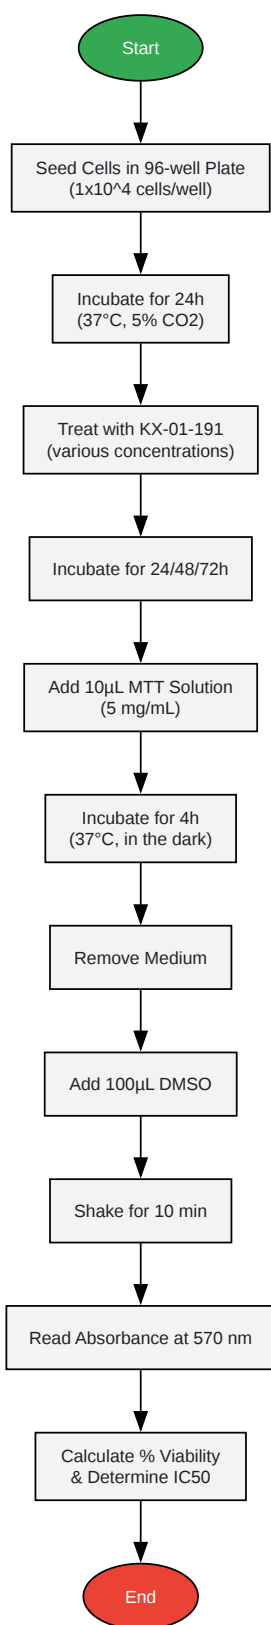 Start
Seed Cells in 96-well Plate
(1x10^4 cells/well)
Incubate for 24h
(37°C, 5% CO2)
Treat with KX-01-191
(various concentrations)
Incubate for 24/48/72h
Add 10µL MTT Solution
(5 mg/mL)
Incubate for 4h
(37°C, in the dark)
Remove Medium
Add 100µL DMSO
Shake for 10 min
Read Absorbance at 570 nm
Calculate % Viability
& Determine IC50
End